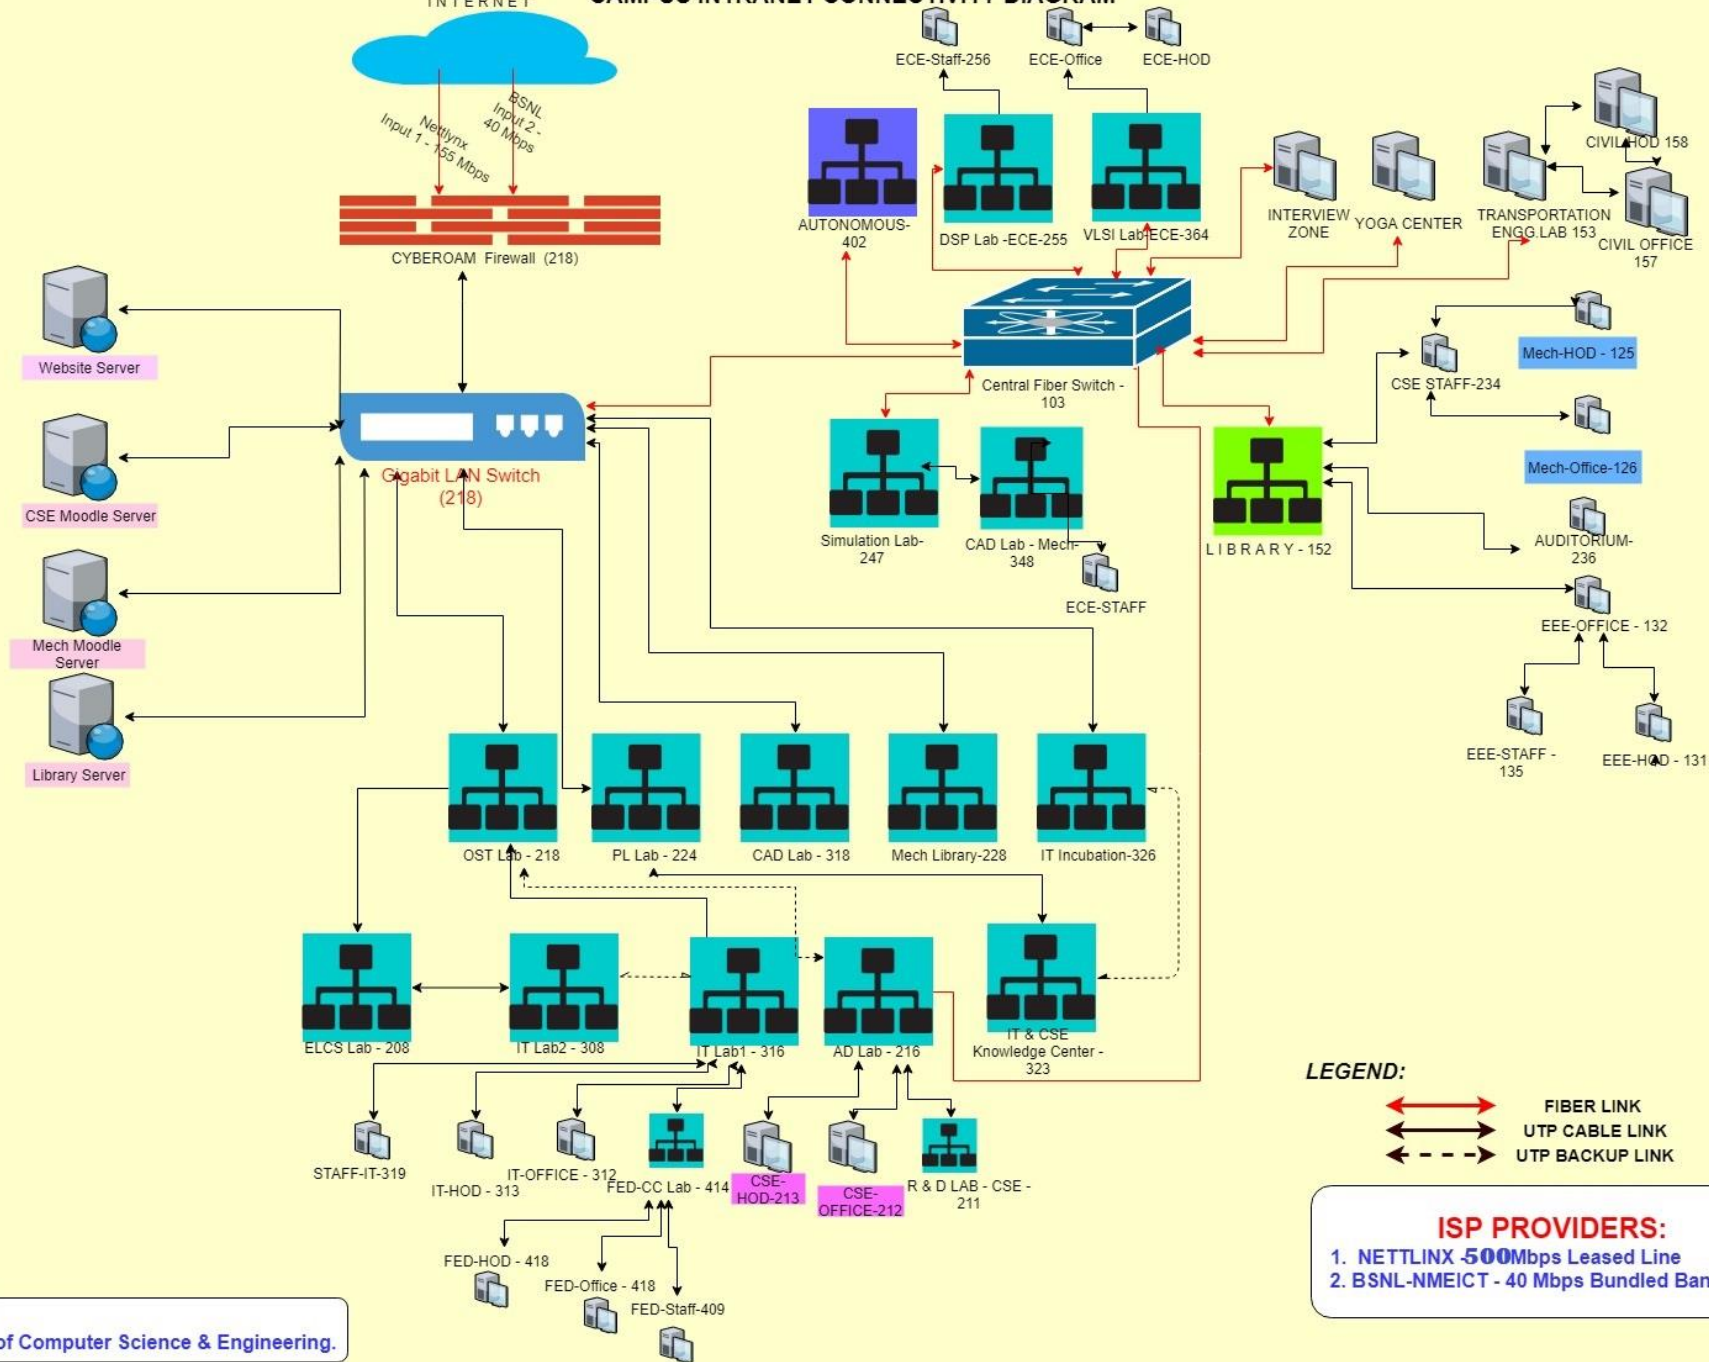 INTERNET
CAMPUS INTRANET CONNECTIVITY DIAGRAM
ECE-Staff-256
ECE-Office
ECE-HOD
BSNL
Input 2 -
40 Mbps
Nettlynx
Input 1 - 155 Mbps
CIVIL HOD 158
AUTONOMOUS-
402
DSP Lab -ECE-255
VLSI Lab-ECE-364
INTERVIEW
ZONE
YOGA CENTER
TRANSPORTATION
ENGG.LAB 153
CIVIL OFFICE
157
CYBEROAM Firewall (218)
Website Server
Central Fiber Switch -
103
Mech-HOD - 125
CSE STAFF-234
Gigabit LAN Switch
(218)
Mech-Office-126
CSE Moodle Server
Simulation Lab-
247
CAD Lab - Mech-
348
LIBRARY - 152
AUDITORIUM-
236
ECE-STAFF
EEE-OFFICE - 132
Mech Moodle
Server
EEE-STAFF -
135
EEE-HOD - 131
Library Server
OST Lab - 218
PL Lab - 224
CAD Lab - 318
Mech Library-228
IT Incubation-326
ELCS Lab - 208
IT Lab2 - 308
IT Lab1 - 316
AD Lab - 216
IT & CSE
Knowledge Center -
323
STAFF-IT-319
IT-HOD - 313
IT-OFFICE - 312
FED-CC Lab - 414
CSE-
HOD-213
CSE-
OFFICE-212
R & D LAB - CSE -
211
FED-HOD - 418
FED-Office - 418
FED-Staff-409
LEGEND:
FIBER LINK
UTP CABLE LINK
UTP BACKUP LINK
ISP PROVIDERS:
1. NETTLINX -500Mbps Leased Line
2. BSNL-NMEICT - 40 Mbps Bundled Ban
of Computer Science & Engineering.